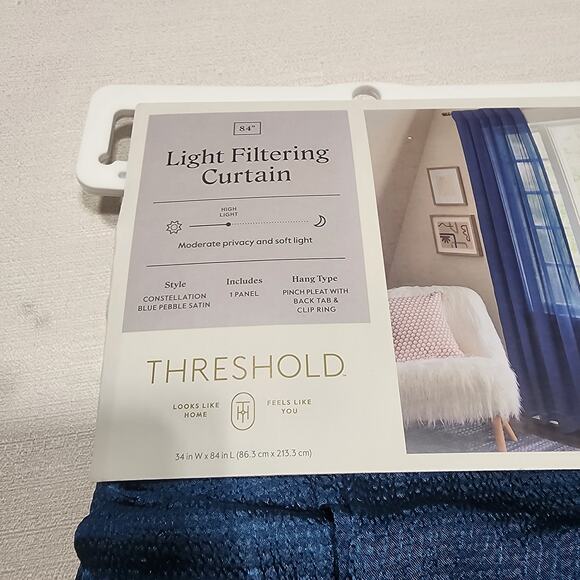 84"
Light Filtering
Curtain
HIGH
LIGHT
Moderate privacy and soft light
Style
CONSTELLATION
BLUE PEBBLE SATIN
Includes
1 PANEL
Hang Type
PINCH PLEAT WITH
BACK TAB &
CLIP RING
THRESHOLD™
LOOKS LIKE
HOME
TH
FEELS LIKE
YOU
34 in W x 84 in L (86.3 cm x 213.3 cm)